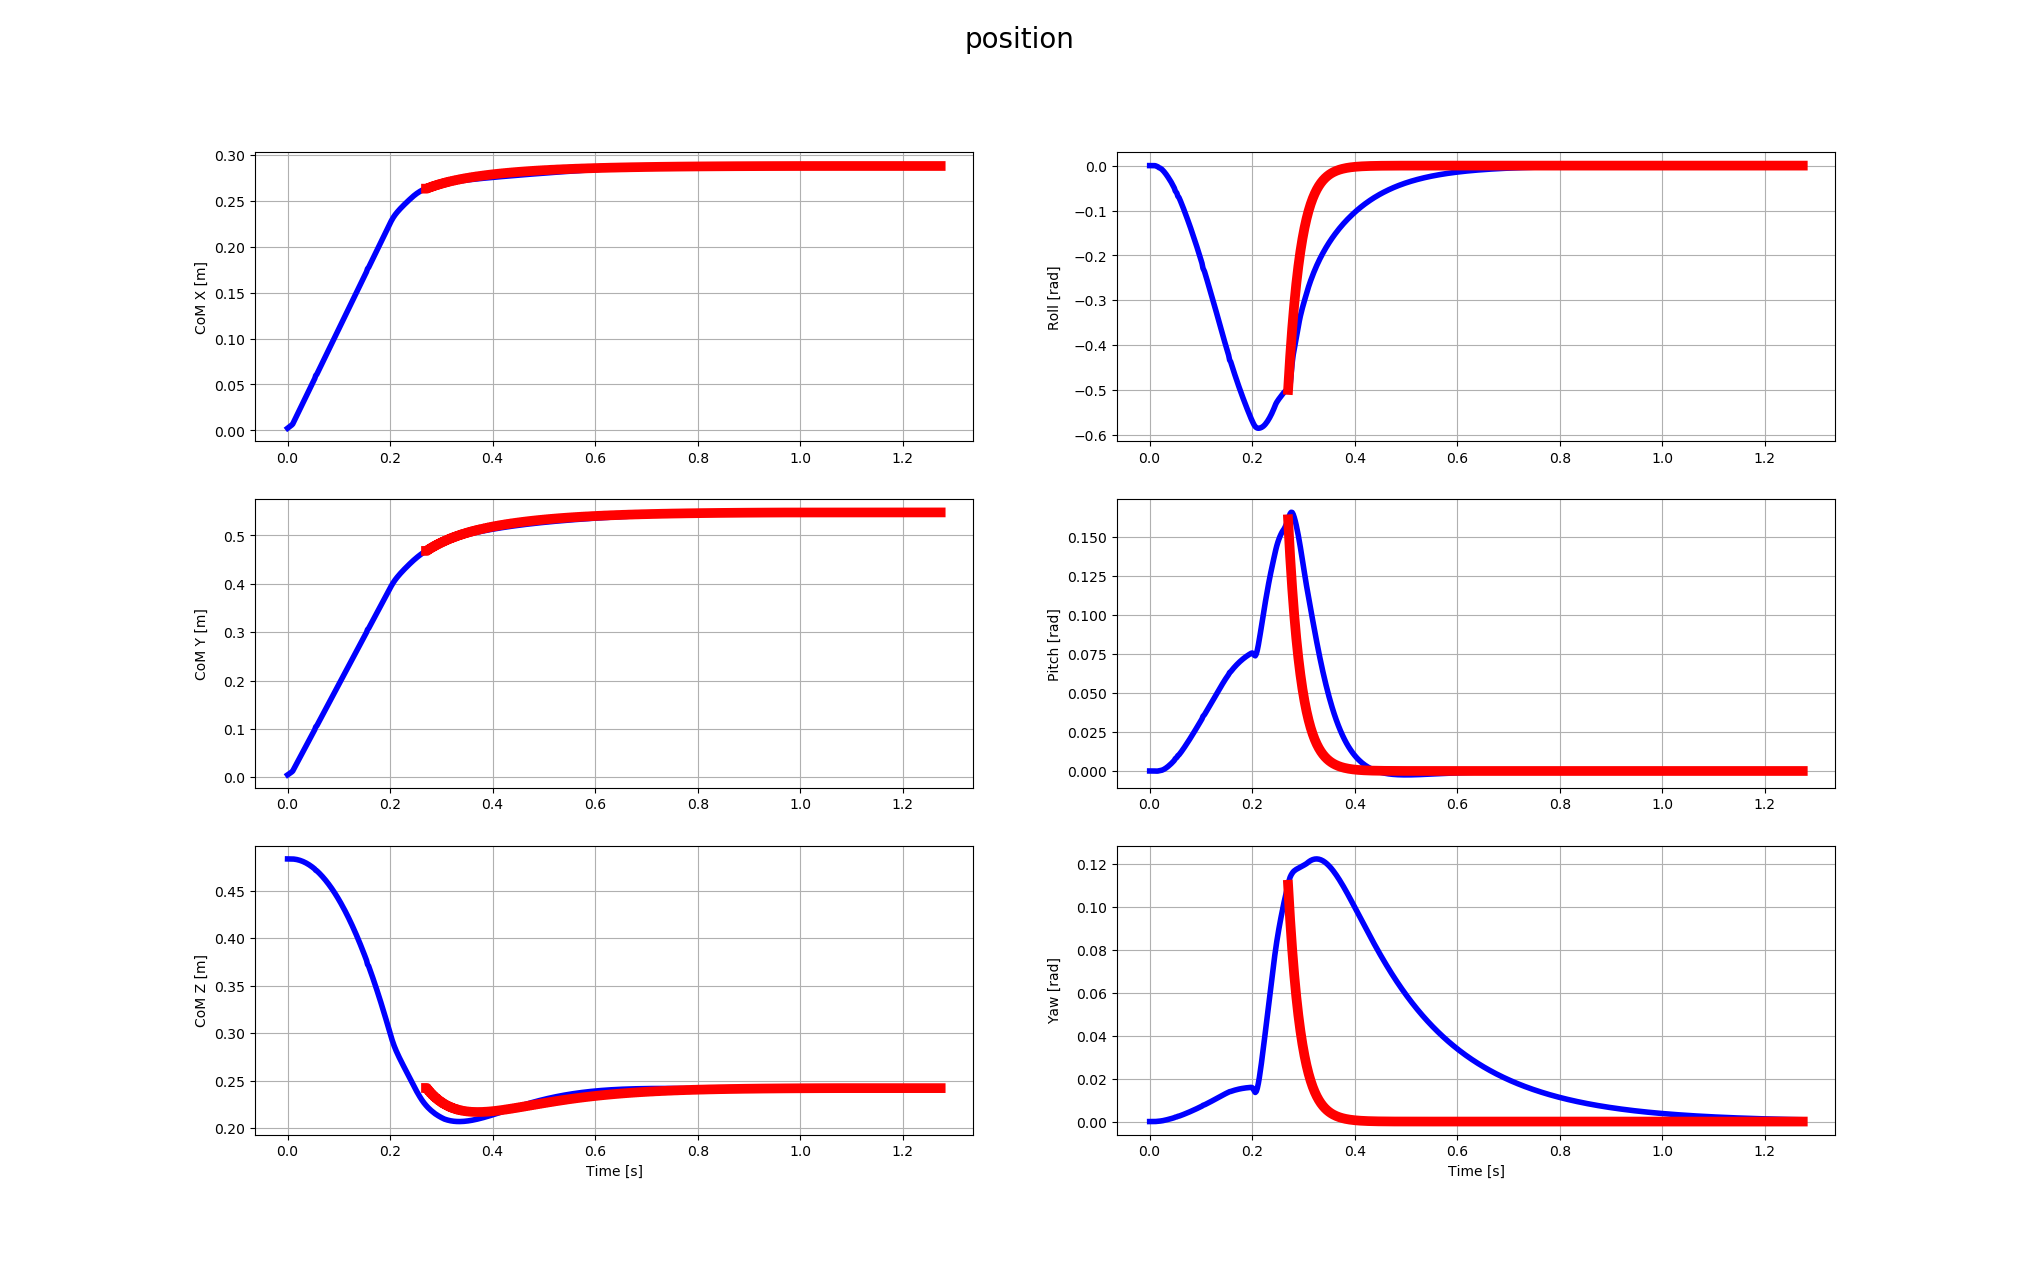 position
0.30
0.25
0.20
0.15
0.10
0.05
0.00
CoM X [m]
0.0 0.2 0.4 0.6 0.8 1.0 1.2
0.0
−0.1
−0.2
−0.3
−0.4
−0.5
−0.6
Roll [rad]
0.0 0.2 0.4 0.6 0.8 1.0 1.2
0.5
0.4
0.3
0.2
0.1
0.0
CoM Y [m]
0.0 0.2 0.4 0.6 0.8 1.0 1.2
0.150
0.125
0.100
0.075
0.050
0.025
0.000
Pitch [rad]
0.0 0.2 0.4 0.6 0.8 1.0 1.2
0.45
0.40
0.35
0.30
0.25
0.20
CoM Z [m]
0.0 0.2 0.4 0.6 0.8 1.0 1.2
Time [s]
0.12
0.10
0.08
0.06
0.04
0.02
0.00
Yaw [rad]
0.0 0.2 0.4 0.6 0.8 1.0 1.2
Time [s]